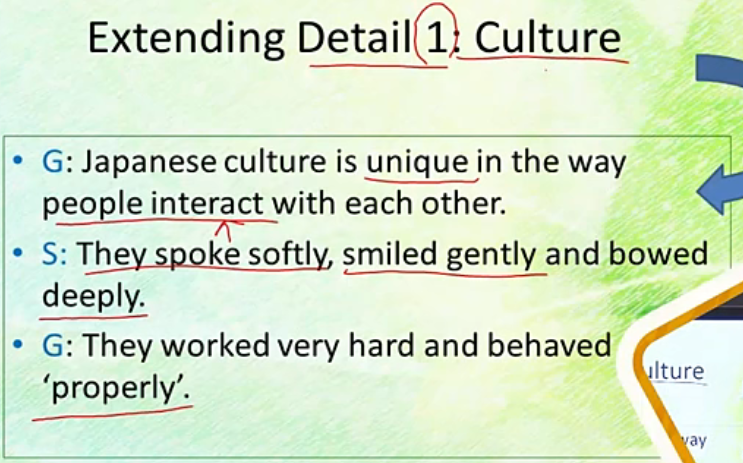 Extending Detail 1: Culture
• G: Japanese culture is unique in the way
people interact with each other.
• S: They spoke softly, smiled gently and bowed
deeply.
• G: They worked very hard and behaved
‘properly’.
ulture
way